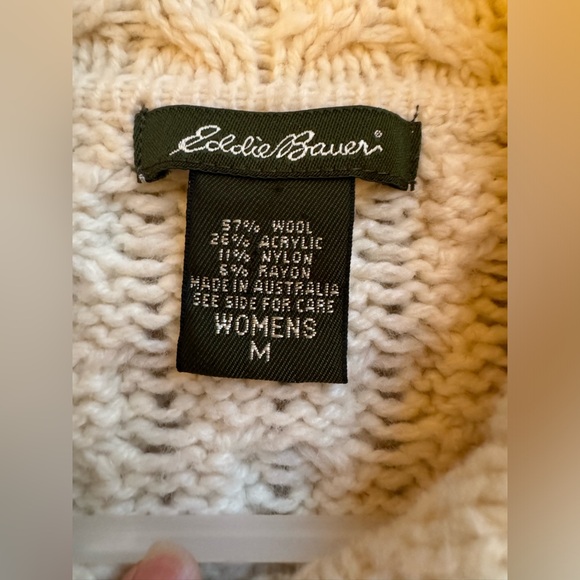 Eddie Bauer®
57% WOOL
26% ACRYLIC
11% NYLON
6% RAYON
MADE IN AUSTRALIA
SEE SIDE FOR CARE
WOMENS
M